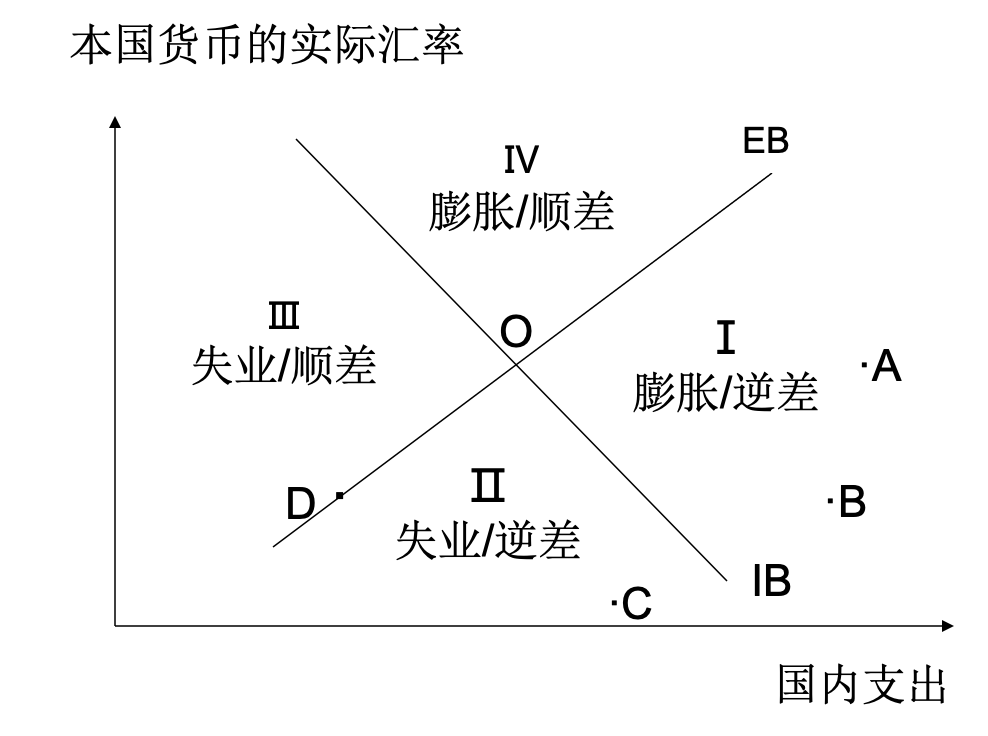 本国货币的实际汇率
EB
Ⅳ
膨胀/顺差
Ⅲ
失业/顺差
O
Ⅰ
膨胀/逆差
·A
D
Ⅱ
失业/逆差
·B
IB
·C
国内支出